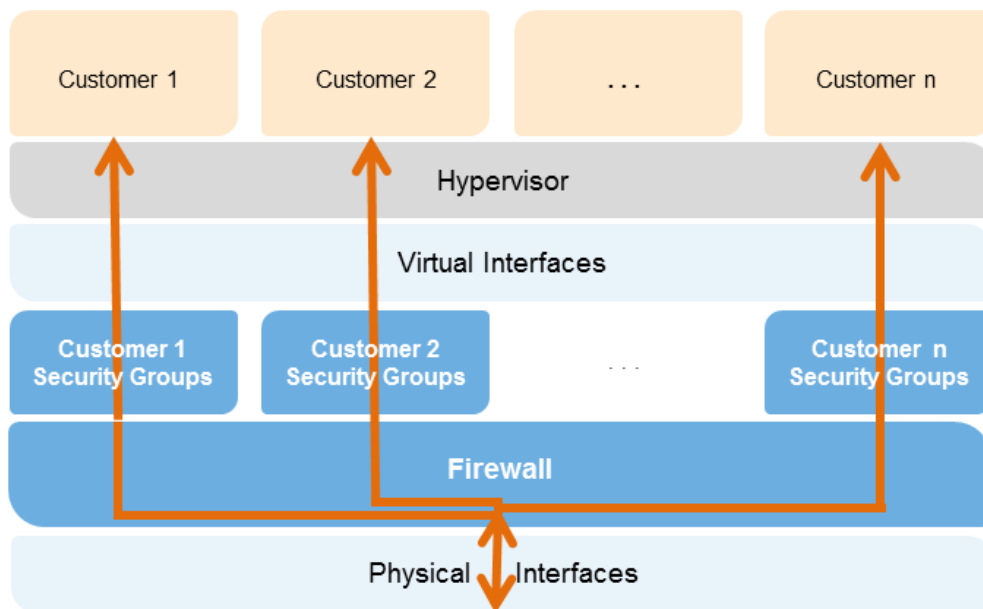 Customer 1
Customer 2
...
Customer n
Hypervisor
Virtual Interfaces
Customer 1
Security Groups
Customer 2
Security Groups
...
Customer n
Security Groups
Firewall
Physical Interfaces